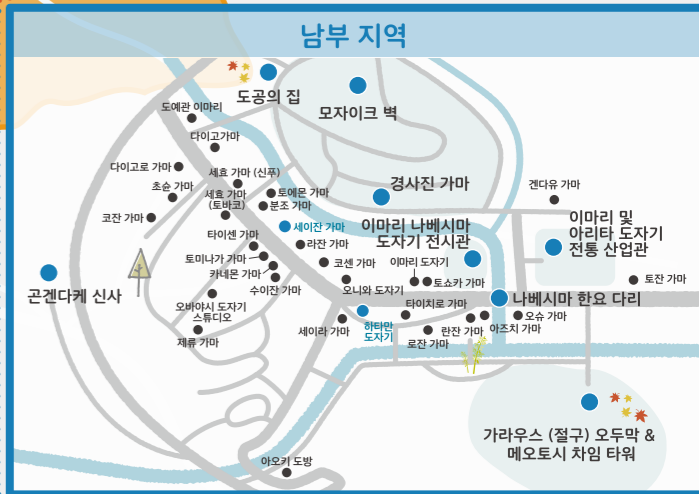 남부 지역
도공의 집
모자이크 벽
도예관 이마리
다이고가마
다이고로 가마
세효 가마 (신푸)
초슌 가마
세효 가마
(토바코)
토에몬 가마
분조 가마
경사진 가마
겐다유 가마
코잔 가마
세이잔 가마
이마리 나베시마
도자기 전시관
이마리 및
아리타 도자기
전통 산업관
타이센 가마
라잔 가마
토미나가 가마
카네몬 가마
코센 가마
이마리 도자기
수이잔 가마
오니와 도자기
토쇼카 가마
토잔 가마
곤겐다케 신사
오바야시 도자기
스튜디오
나베시마 한요 다리
타이치로 가마
세이라 가마
하타만
도자기
란잔 가마
아즈치 가마
오슈 가마
제류 가마
로잔 가마
가라우스 (절구) 오두막 &
메오토시 차임 타워
아오키 도방